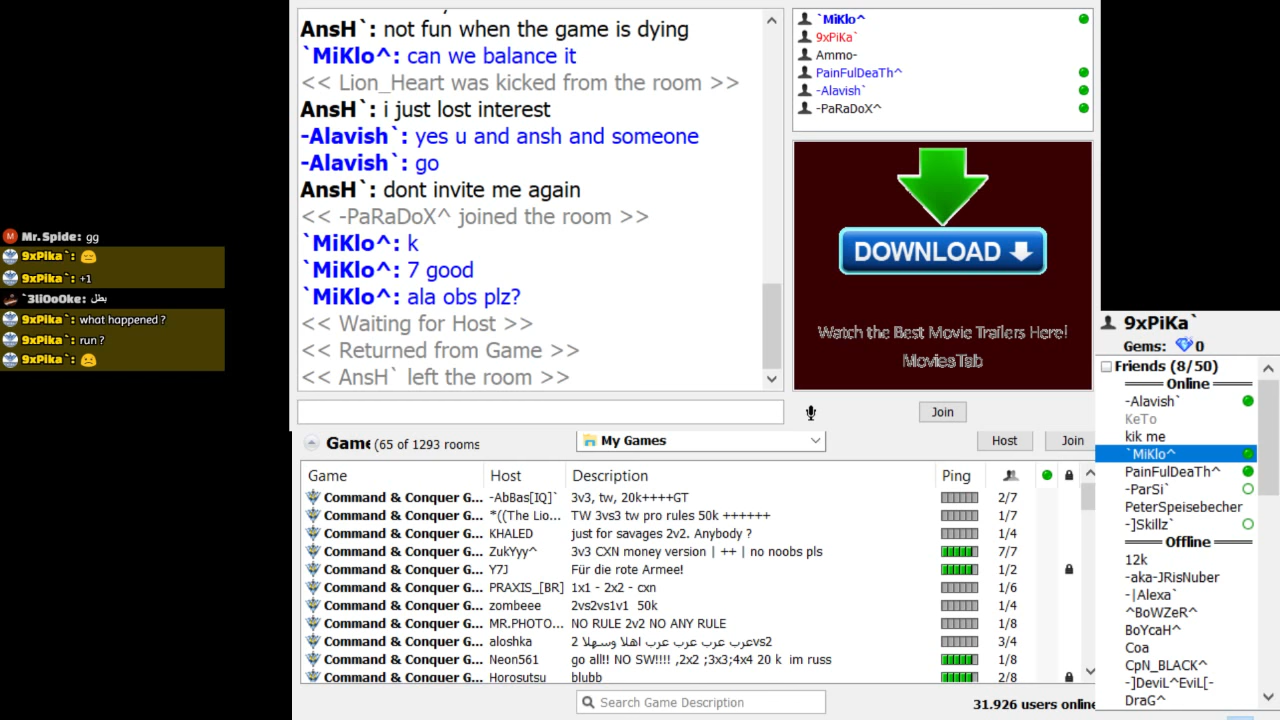 Mr.Spide: gg
9xPika`: 😑
9xPika`: +1
`3li0o0ke: بطل
9xPika`: what happened ?
9xPika`: run ?
9xPika`: 🙁
AnsH`: not fun when the game is dying
`MiKlo^: can we balance it
<< Lion_Heart was kicked from the room >>
AnsH`: i just lost interest
-Alavish`: yes u and ansh and someone
-Alavish`: go
AnsH`: dont invite me again
<< -PaRaDoX^ joined the room >>
`MiKlo^: k
`MiKlo^: 7 good
`MiKlo^: ala obs plz?
<< Waiting for Host >>
<< Returned from Game >>
<< AnsH` left the room >>
`MiKlo^
9xPiKa`
Ammo-
PainFulDeaTh^
-Alavish`
-PaRaDoX^
DOWNLOAD
Watch the Best Movie Trailers Here!
MoviesTab
Join
Game (65 of 1293 rooms
My Games
Host
Join
Game Host Description Ping
Command & Conquer G... -AbBas[IQ]` 3v3, tw, 20k++++GT 2/7
Command & Conquer G... *((The Lio... TW 3vs3 tw pro rules 50k ++++++ 1/7
Command & Conquer G... KHALED just for savages 2v2. Anybody ? 1/4
Command & Conquer G... ZukYyy^ 3v3 CXN money version | ++ | no noobs pls 7/7
Command & Conquer G... Y7J Für die rote Armee! 1/2
Command & Conquer G... PRAXIS_[BR] 1x1 - 2x2 - cxn 1/6
Command & Conquer G... zombeee 2vs2vs1v1 50k 1/4
Command & Conquer G... MR.PHOTO... NO RULE 2v2 NO ANY RULE 1/8
Command & Conquer G... aloshka 2 عرب عرب عرب عرب اهلا وسهلاvs2 3/4
Command & Conquer G... Neon561 go all!! NO SW!!!! ,2x2 ;3x3;4x4 20 k im russ 1/8
Command & Conquer G... Horosutsu blubb 2/8
Search Game Description
31.926 users online
9xPiKa`
Gems: 0
Friends (8/50)
Online
-Alavish`
KeTo
kik me
`MiKlo^
PainFulDeaTh^
-ParSi`
PeterSpeisebecher
-]Skillz`
Offline
12k
-aka-JRisNuber
-|Alexa`
^BoWZeR^
BoYcaH^
Coa
CpN_BLACK^
-]DeviL^EviL[-
DraG^